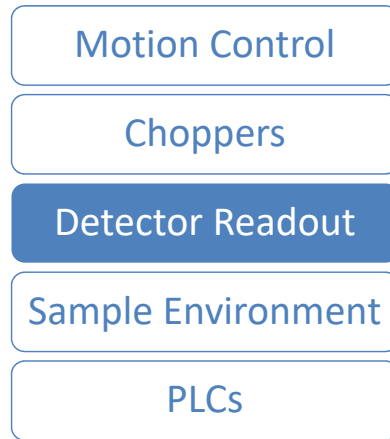 Motion Control
Choppers
Detector Readout
Sample Environment
PLCs